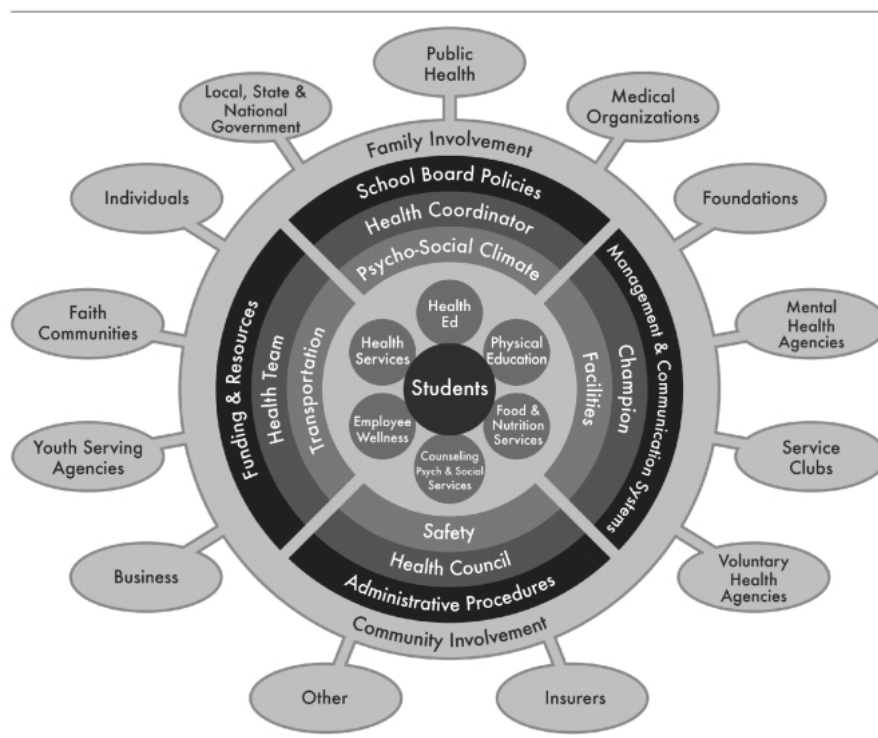 Public
Health
Local, State &
National
Government
Medical
Organizations
Individuals
Foundations
Faith
Communities
Mental
Health
Agencies
Youth Serving
Agencies
Service
Clubs
Business
Voluntary
Health
Agencies
Other
Insurers
Family Involvement
Community Involvement
School Board Policies
Health Coordinator
Psycho-Social Climate
Management & Communication Systems
Champion
Facilities
Funding & Resources
Health Team
Transportation
Safety
Health Council
Administrative Procedures
Health
Ed
Health
Services
Physical
Education
Students
Employee
Wellness
Food &
Nutrition
Services
Counseling
Psych & Social
Services